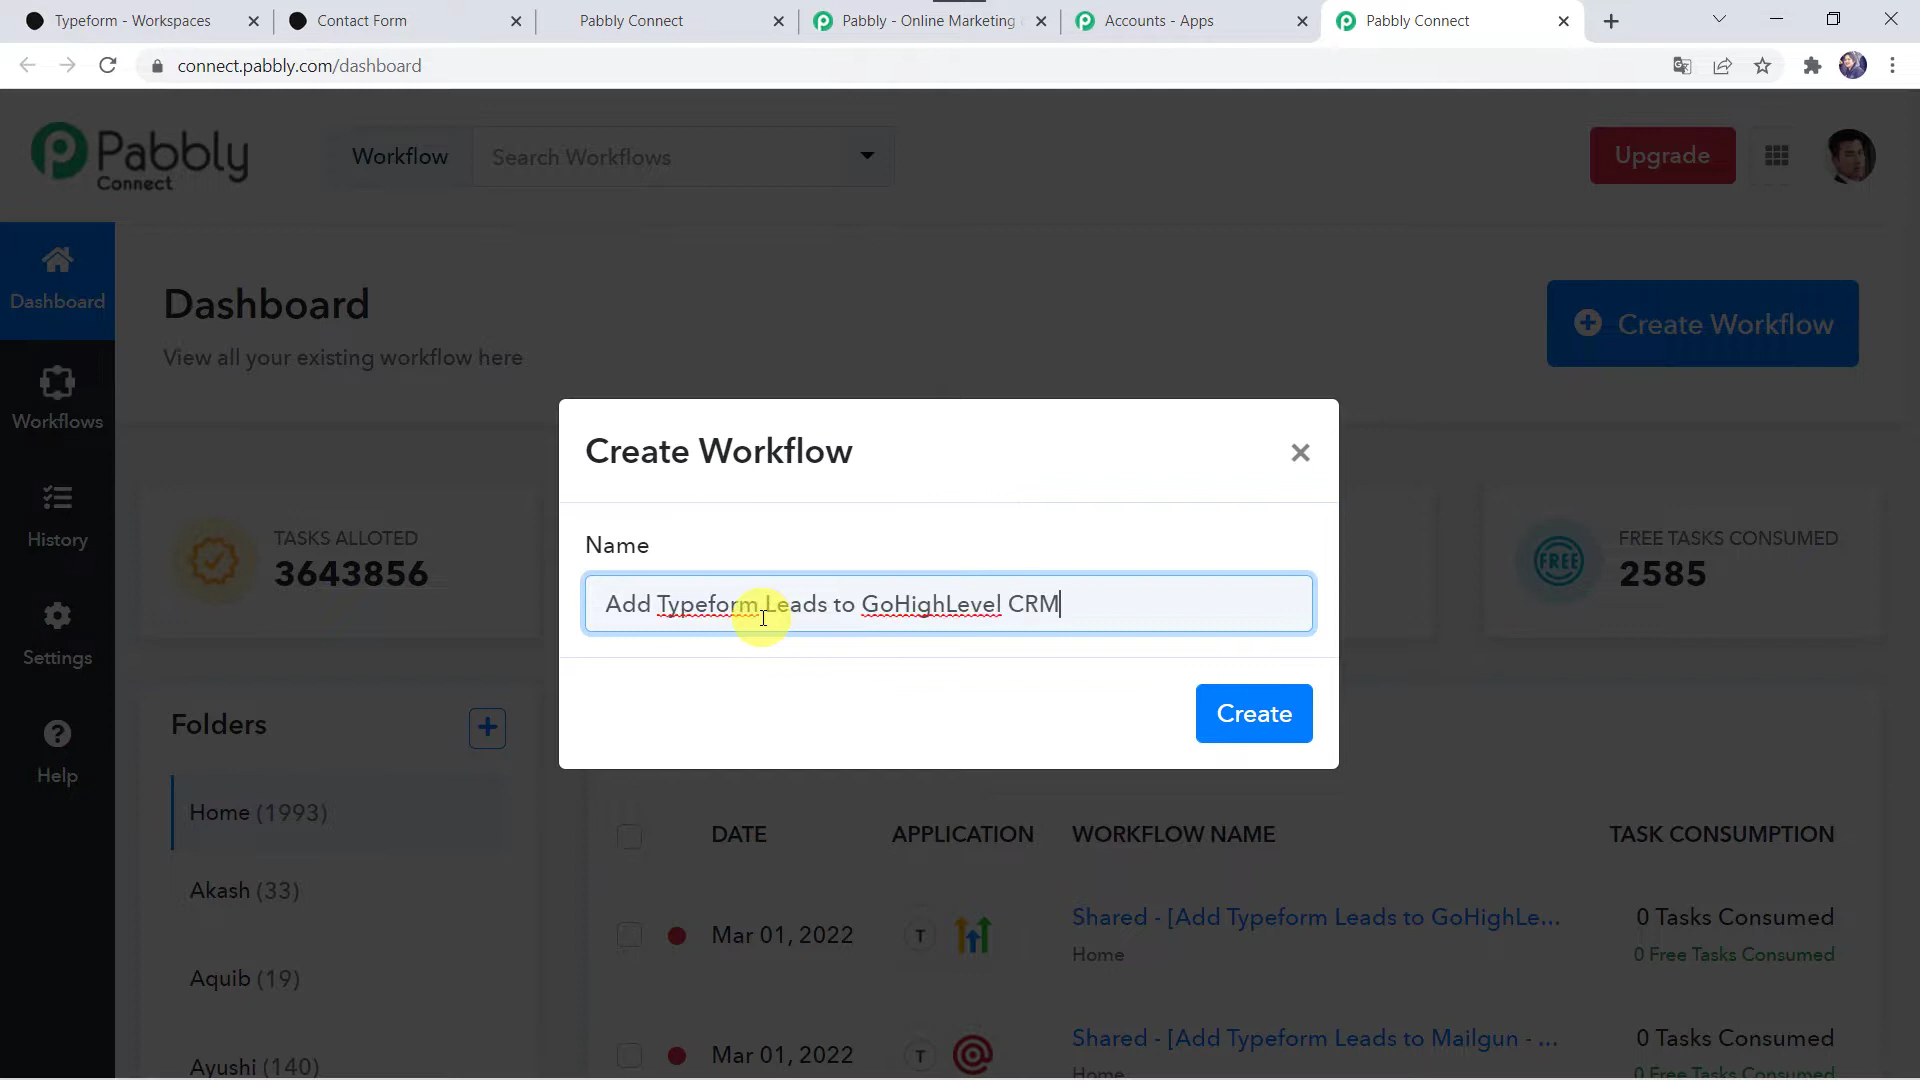 Typeform - Workspaces
Contact Form
Pabbly Connect
Pabbly - Online Marketing
Accounts - Apps
Pabbly Connect
connect.pabbly.com/dashboard
Pabbly
Connect
Workflow
Search Workflows
Upgrade
Dashboard
Workflows
History
Settings
Help
Dashboard
View all your existing workflow here
Create Workflow
Create Workflow
Name
Add Typeform Leads to GoHighLevel CRM
Create
TASKS ALLOTED
3643856
FREE
FREE TASKS CONSUMED
2585
Folders
Home (1993)
Akash (33)
Aquib (19)
Ayushi (140)
DATE
APPLICATION
WORKFLOW NAME
TASK CONSUMPTION
Mar 01, 2022
T
Shared - [Add Typeform Leads to GoHighLe...
Home
0 Tasks Consumed
0 Free Tasks Consumed
Mar 01, 2022
T
Shared - [Add Typeform Leads to Mailgun - ...
Home
0 Tasks Consumed
0 Free Tasks Consumed